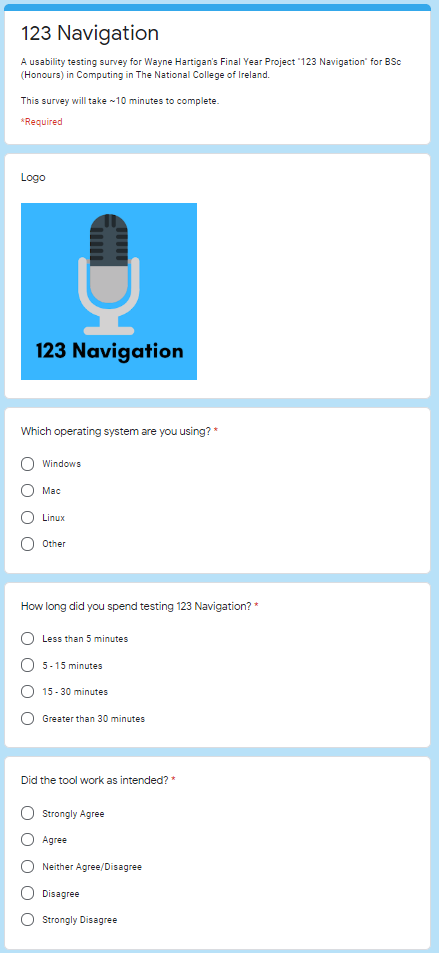 123 Navigation
A usability testing survey for Wayne Hartigan's Final Year Project '123 Navigation' for BSc
(Honours) in Computing in The National College of Ireland.
This survey will take ~10 minutes to complete.
*Required
Logo
123 Navigation
Which operating system are you using? *
Windows
Mac
Linux
Other
How long did you spend testing 123 Navigation? *
Less than 5 minutes
5 - 15 minutes
15 - 30 minutes
Greater than 30 minutes
Did the tool work as intended? *
Strongly Agree
Agree
Neither Agree/Disagree
Disagree
Strongly Disagree